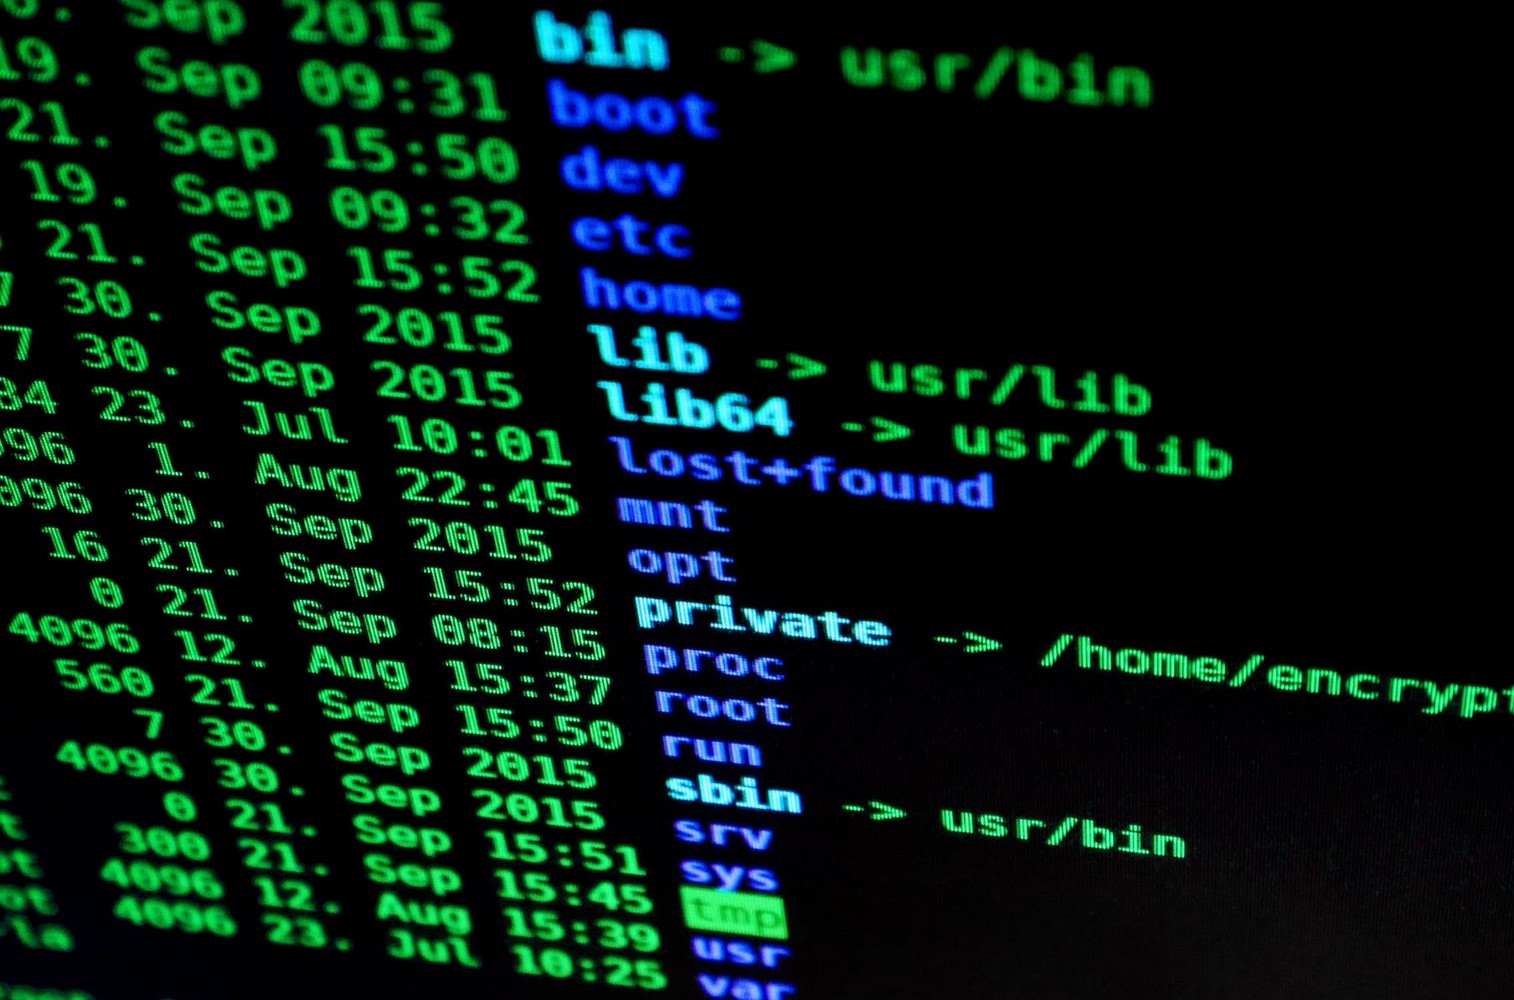 0. Sep 2015 bin -> usr/bin
19. Sep 09:31 boot
21. Sep 15:50 dev
19. Sep 09:32 etc
21. Sep 15:52 home
7 30. Sep 2015 lib -> usr/lib
7 30. Sep 2015 lib64 -> usr/lib
84 23. Jul 10:01 lost+found
096 1. Aug 22:45 mnt
096 30. Sep 2015 opt
16 21. Sep 15:52 private -> /home/encrypt
0 21. Sep 08:15 proc
4096 12. Aug 15:37 root
560 21. Sep 15:50 run
7 30. Sep 2015 sbin -> usr/bin
4096 30. Sep 2015 srv
0 21. Sep 15:51 sys
300 21. Sep 15:45 tmp
4096 12. Aug 15:39 usr
4096 23. Jul 10:25 var